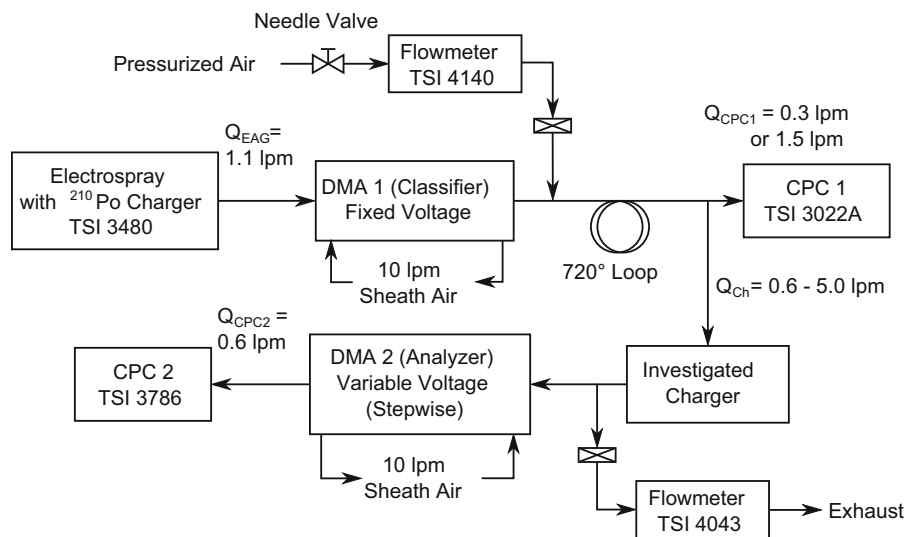 Needle Valve
Pressurized Air
Flowmeter
TSI 4140
Q_CPC1 = 0.3 lpm
or 1.5 lpm
Q_EAG=
1.1 lpm
Electrospray
with ²¹⁰Po Charger
TSI 3480
DMA 1 (Classifier)
Fixed Voltage
CPC 1
TSI 3022A
10 lpm
Sheath Air
720° Loop
Q_Ch= 0.6 - 5.0 lpm
Q_CPC2 =
0.6 lpm
CPC 2
TSI 3786
DMA 2 (Analyzer)
Variable Voltage
(Stepwise)
Investigated
Charger
10 lpm
Sheath Air
Flowmeter
TSI 4043
Exhaust